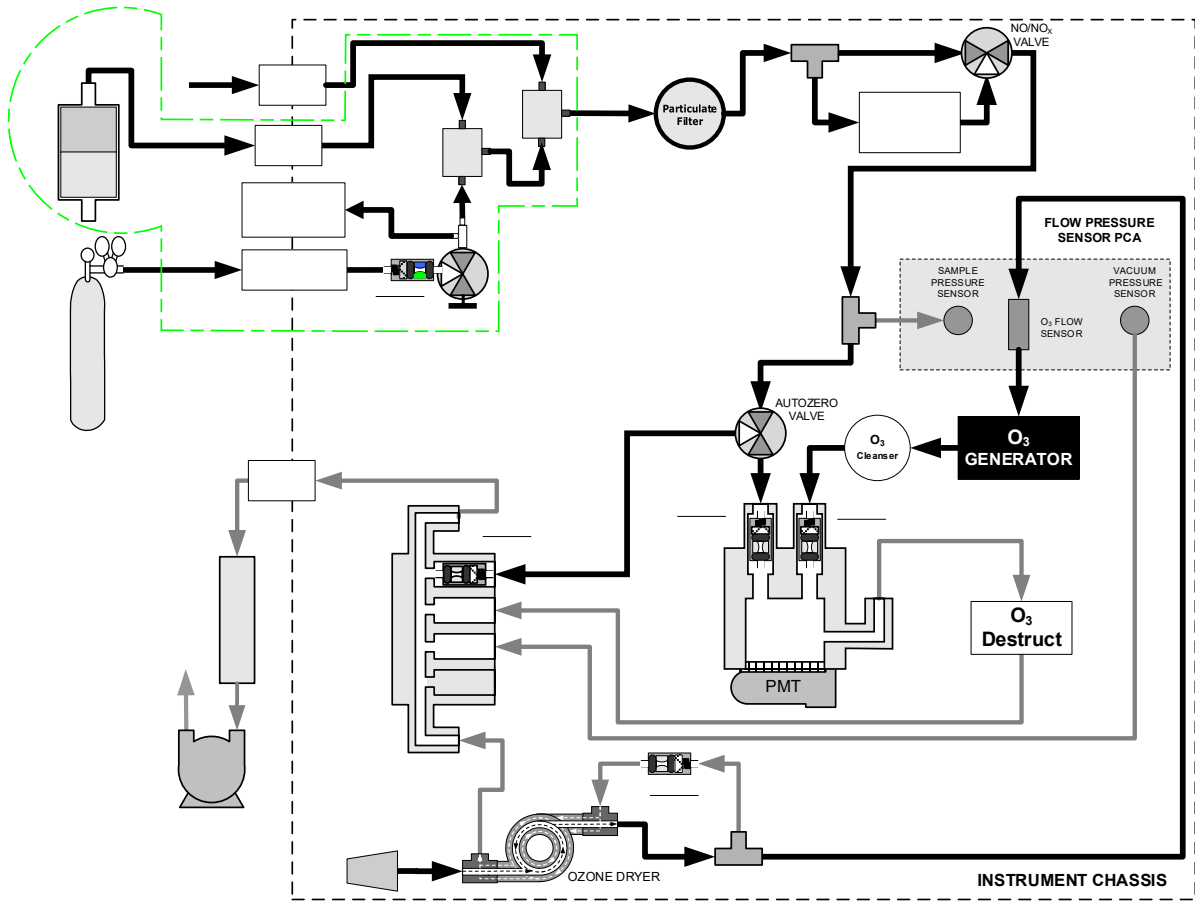 NO/NOX
VALVE
Particulate
Filter
FLOW PRESSURE
SENSOR PCA
SAMPLE
PRESSURE
SENSOR
VACUUM
PRESSURE
SENSOR
O3 FLOW
SENSOR
AUTOZERO
VALVE
O3
Cleanser
O3
GENERATOR
O3
Destruct
PMT
OZONE DRYER
INSTRUMENT CHASSIS